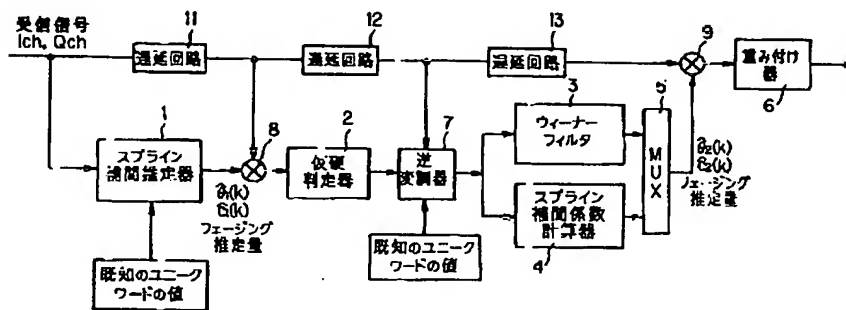 受信信号
Ich, Qch
11
遅延回路
12
遅延回路
13
遅延回路
9
重み付け
器
6
1
スプライン
補間推定器
8
θ̂₁(k)
ĉ₁(k)
フェージング
推定量
2
仮硬
判定器
7
逆
変調器
3
ウィーナー
フィルタ
スプライン
補間係数
計算器
4
5
MUX
θ̂₂(k)
ĉ₂(k)
フェージング
推定量
既知のユニーク
ワードの値
既知のユニーク
ワードの値